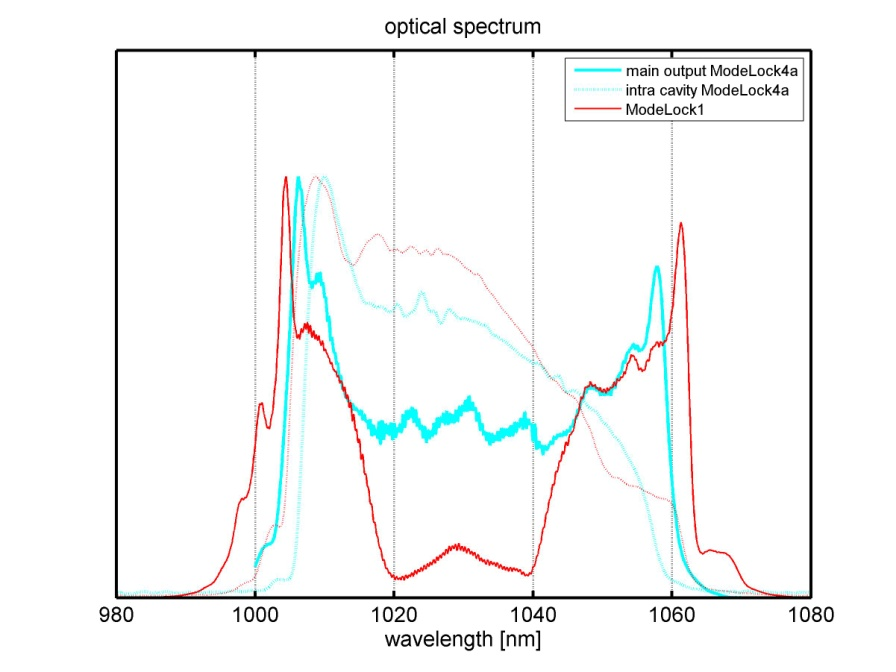 optical spectrum
main output ModeLock4a
intra cavity ModeLock4a
ModeLock1
980 1000 1020 1040 1060 1080
wavelength [nm]